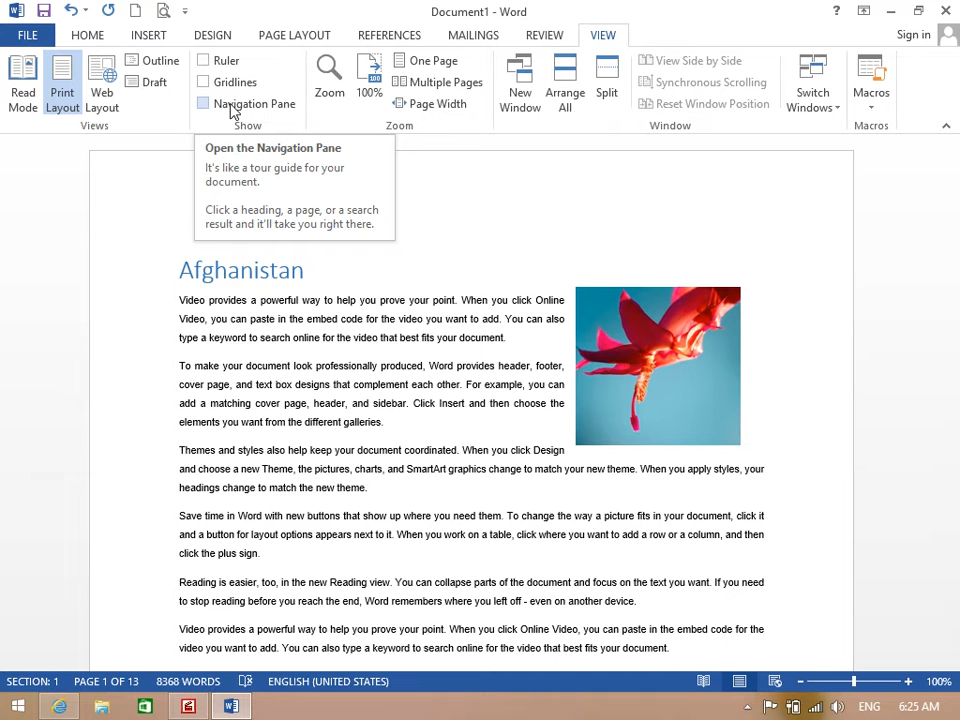 Document1 - Word
?
FILE HOME INSERT DESIGN PAGE LAYOUT REFERENCES MAILINGS REVIEW VIEW Sign in
Read Mode
Print Layout
Web Layout
Outline
Draft
Views
Ruler
Gridlines
Navigation Pane
Show
Zoom
100
100%
One Page
Multiple Pages
Page Width
Zoom
New Window
Arrange All
Split
View Side by Side
Synchronous Scrolling
Reset Window Position
Window
Switch Windows
Macros
Macros
Open the Navigation Pane
It's like a tour guide for your
document.
Click a heading, a page, or a search
result and it'll take you right there.
Afghanistan
Video provides a powerful way to help you prove your point. When you click Online
Video, you can paste in the embed code for the video you want to add. You can also
type a keyword to search online for the video that best fits your document.
To make your document look professionally produced, Word provides header, footer,
cover page, and text box designs that complement each other. For example, you can
add a matching cover page, header, and sidebar. Click Insert and then choose the
elements you want from the different galleries.
Themes and styles also help keep your document coordinated. When you click Design
and choose a new Theme, the pictures, charts, and SmartArt graphics change to match your new theme. When you apply styles, your
headings change to match the new theme.
Save time in Word with new buttons that show up where you need them. To change the way a picture fits in your document, click it
and a button for layout options appears next to it. When you work on a table, click where you want to add a row or a column, and then
click the plus sign.
Reading is easier, too, in the new Reading view. You can collapse parts of the document and focus on the text you want. If you need
to stop reading before you reach the end, Word remembers where you left off - even on another device.
Video provides a powerful way to help you prove your point. When you click Online Video, you can paste in the embed code for the
video you want to add. You can also type a keyword to search online for the video that best fits your document.
SECTION: 1 PAGE 1 OF 13 8368 WORDS ENGLISH (UNITED STATES) 100%
ENG 6:25 AM